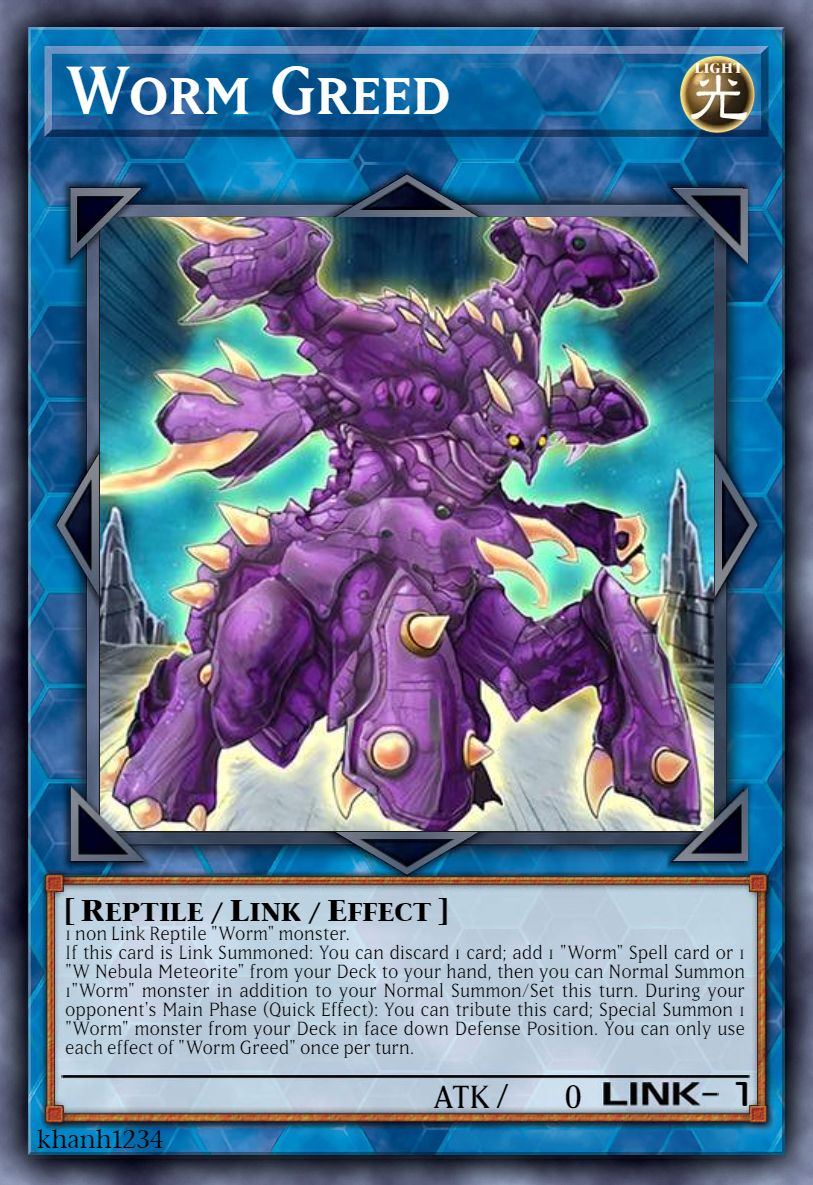 WORM GREED
LIGHT
光
[ REPTILE / LINK / EFFECT ]
1 non Link Reptile "Worm" monster.
If this card is Link Summoned: You can discard 1 card; add 1 "Worm" Spell card or 1
"W Nebula Meteorite" from your Deck to your hand, then you can Normal Summon
1"Worm" monster in addition to your Normal Summon/Set this turn. During your
opponent's Main Phase (Quick Effect): You can tribute this card; Special Summon 1
"Worm" monster from your Deck in face down Defense Position. You can only use
each effect of "Worm Greed" once per turn.
ATK / 0 LINK- 1
khanh1234